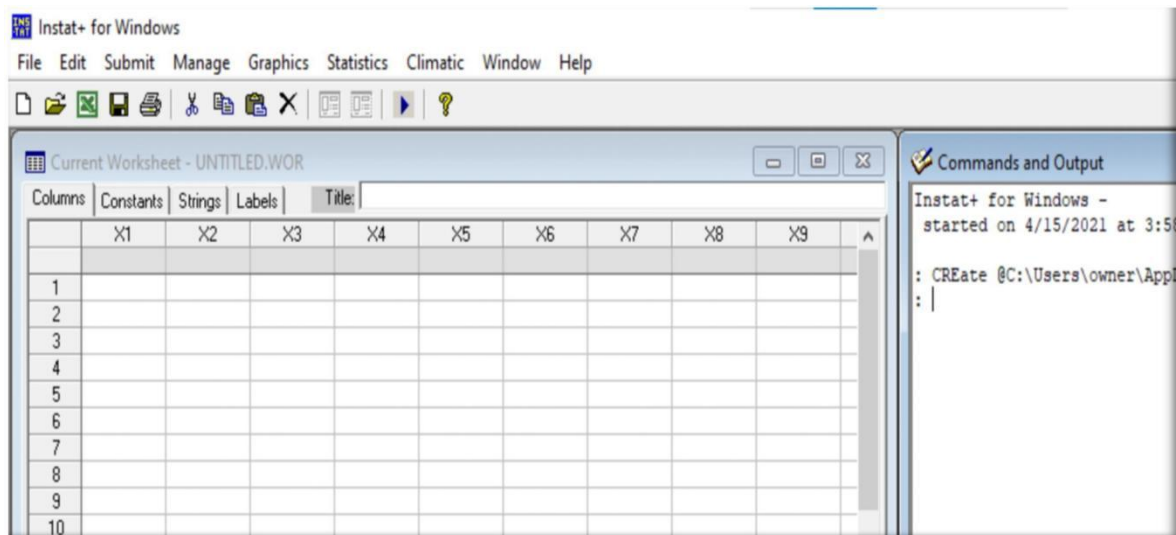 INS
TAT
Instat+ for Windows
File Edit Submit Manage Graphics Statistics Climatic Window Help
Current Worksheet - UNTITLED.WOR
Columns Constants Strings Labels Title:
X1 X2 X3 X4 X5 X6 X7 X8 X9
1
2
3
4
5
6
7
8
9
10
Commands and Output
Instat+ for Windows -
started on 4/15/2021 at 3:5
: CREate @C:\Users\owner\App
: